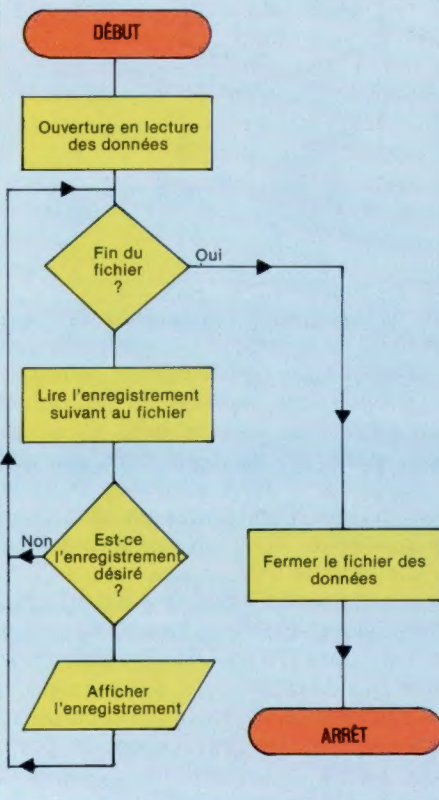 DÉBUT
Ouverture en lecture
des données
Fin du
fichier
?
Oui
Lire l'enregistrement
suivant au fichier
Non
Est-ce
l'enregistrement
désiré
?
Afficher
l'enregistrement
Fermer le fichier des
données
ARRÊT